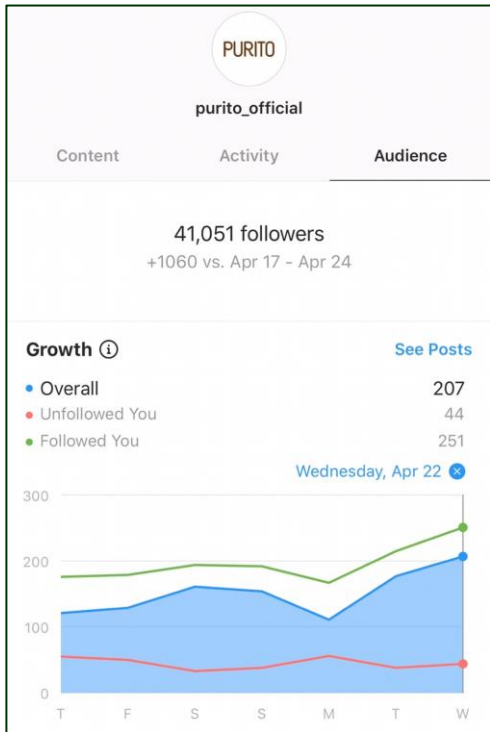 PURITO
purito_official
Content Activity Audience
41,051 followers
+1060 vs. Apr 17 - Apr 24
Growth See Posts
Overall 207
Unfollowed You 44
Followed You 251
Wednesday, Apr 22
300
200
100
0
T F S S M T W